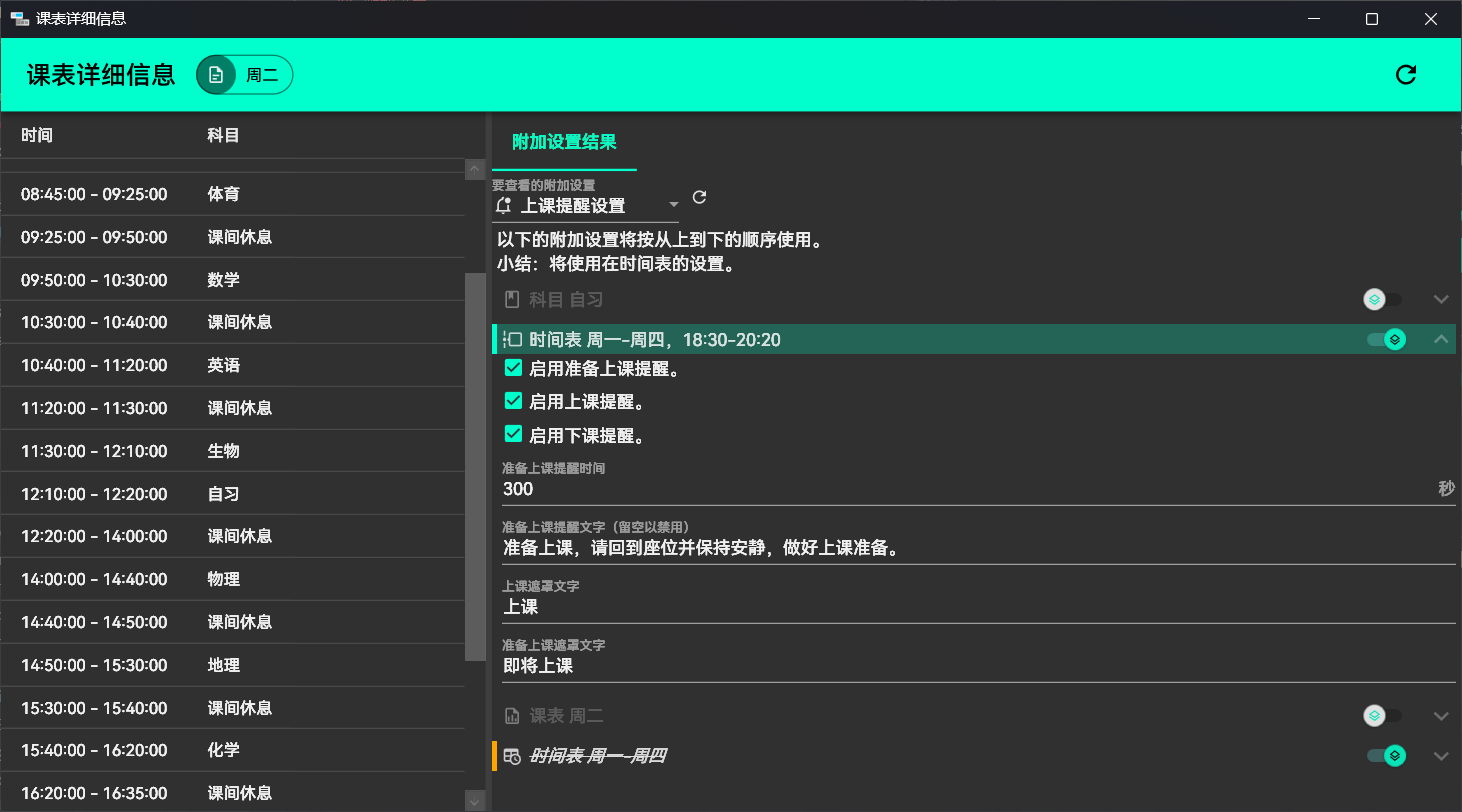 课表详细信息
课表详细信息 周二
时间 科目
08:45:00 - 09:25:00 体育
09:25:00 - 09:50:00 课间休息
09:50:00 - 10:30:00 数学
10:30:00 - 10:40:00 课间休息
10:40:00 - 11:20:00 英语
11:20:00 - 11:30:00 课间休息
11:30:00 - 12:10:00 生物
12:10:00 - 12:20:00 自习
12:20:00 - 14:00:00 课间休息
14:00:00 - 14:40:00 物理
14:40:00 - 14:50:00 课间休息
14:50:00 - 15:30:00 地理
15:30:00 - 15:40:00 课间休息
15:40:00 - 16:20:00 化学
16:20:00 - 16:35:00 课间休息
附加设置结果
要查看的附加设置
上课提醒设置
以下的附加设置将按从上到下的顺序使用。
小结：将使用在时间表的设置。
科目 自习
时间表 周一-周四，18:30-20:20
启用准备上课提醒。
启用上课提醒。
启用下课提醒。
准备上课提醒时间
300 秒
准备上课提醒文字（留空以禁用）
准备上课，请回到座位并保持安静，做好上课准备。
上课遮罩文字
上课
准备上课遮罩文字
即将上课
课表 周二
时间表 周一-周四